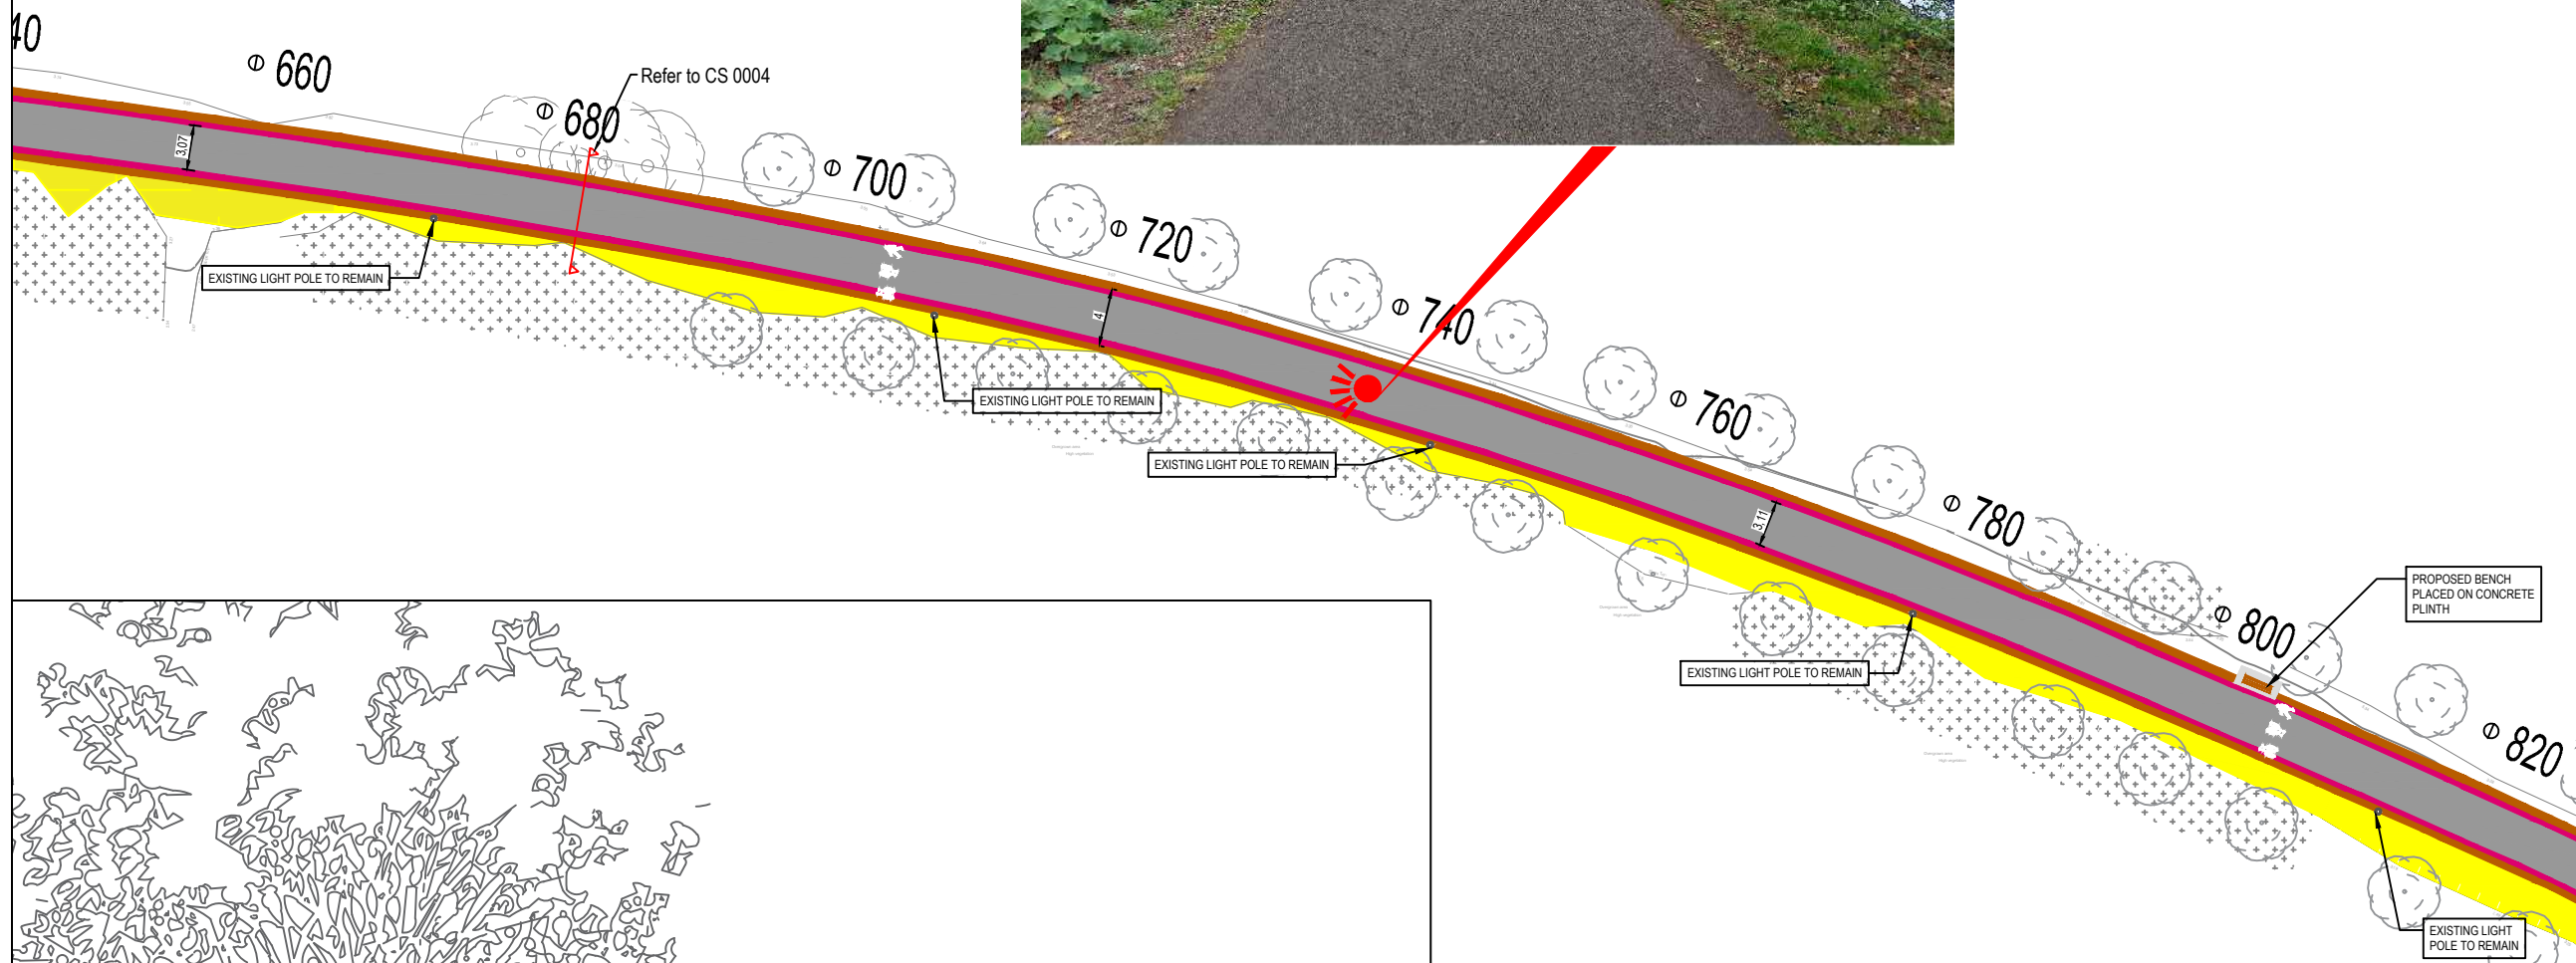 40
660
Refer to CS 0004
680
3,07
700
EXISTING LIGHT POLE TO REMAIN
720
4
740
EXISTING LIGHT POLE TO REMAIN
760
EXISTING LIGHT POLE TO REMAIN
3,11
780
PROPOSED BENCH
PLACED ON CONCRETE
PLINTH
800
EXISTING LIGHT POLE TO REMAIN
820
EXISTING LIGHT
POLE TO REMAIN